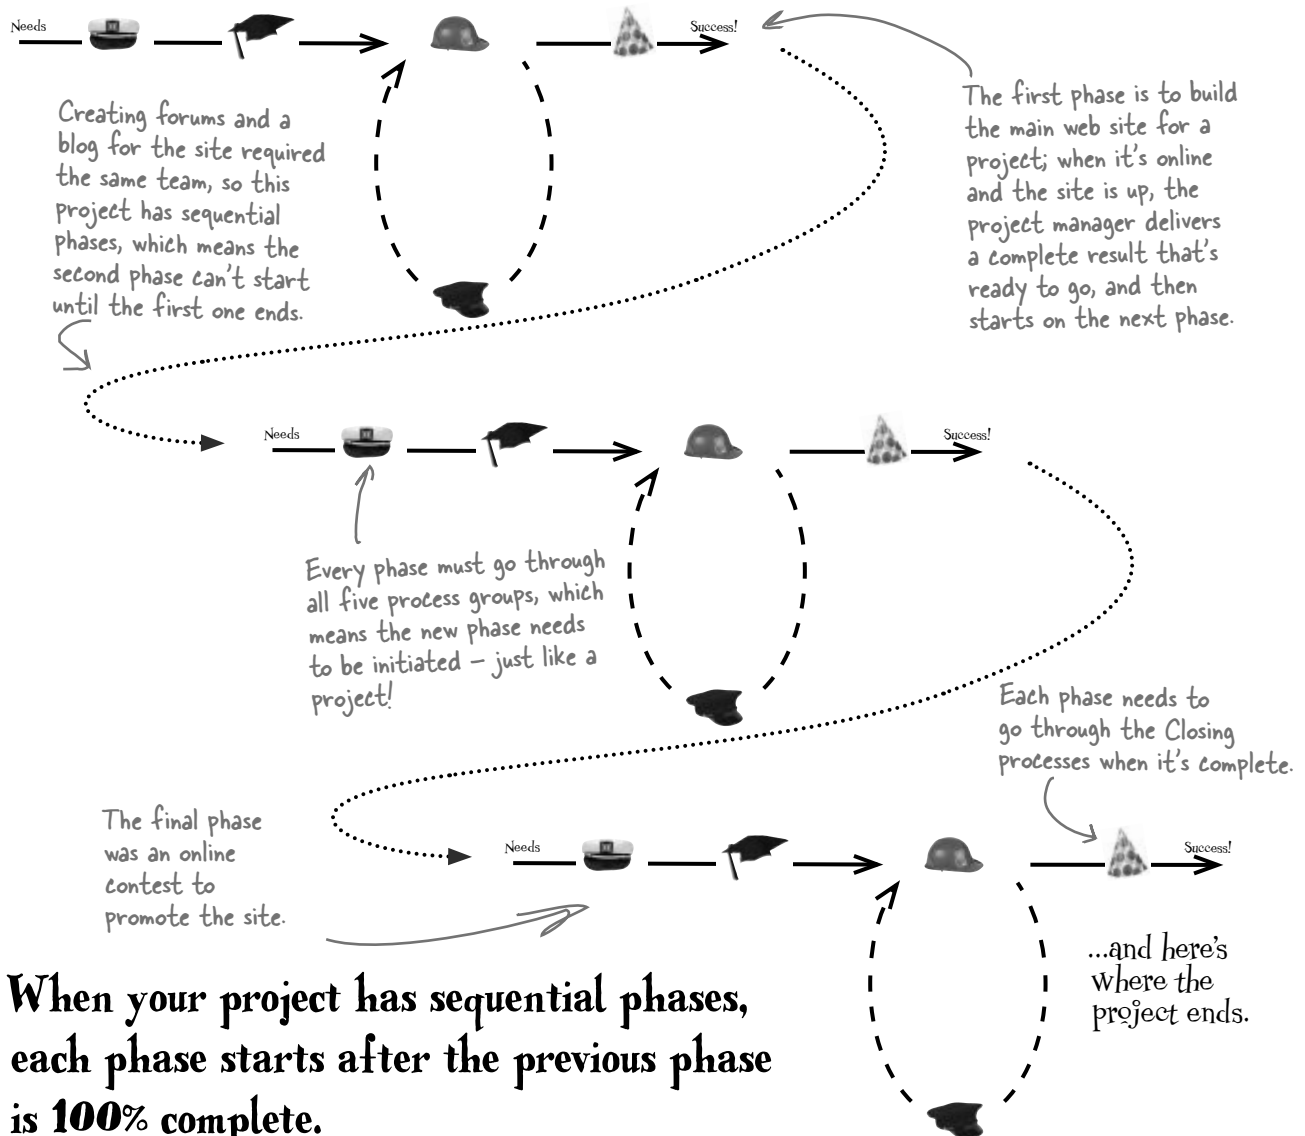 Needs
Success!
The first phase is to build
the main web site for a
project; when it's online
and the site is up, the
project manager delivers
a complete result that's
ready to go, and then
starts on the next phase.
Creating forums and a
blog for the site required
the same team, so this
project has sequential
phases, which means the
second phase can't start
until the first one ends.
Needs
Success!
Every phase must go through
all five process groups, which
means the new phase needs
to be initiated – just like a
project!
Each phase needs to
go through the Closing
processes when it's complete.
The final phase
was an online
contest to
promote the site.
Needs
Success!
...and here's
where the
project ends.
When your project has sequential phases,
each phase starts after the previous phase
is 100% complete.